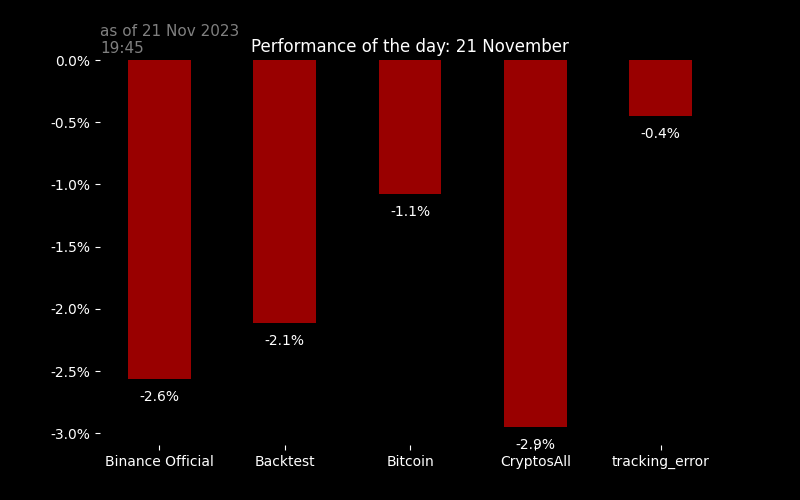 as of 21 Nov 2023
19:45
Performance of the day: 21 November
0.0%
-0.5%
-1.0%
-1.5%
-2.0%
-2.5%
-3.0%
-2.6%
-2.1%
-1.1%
-2.9%
-0.4%
Binance Official
Backtest
Bitcoin
CryptosAll
tracking_error